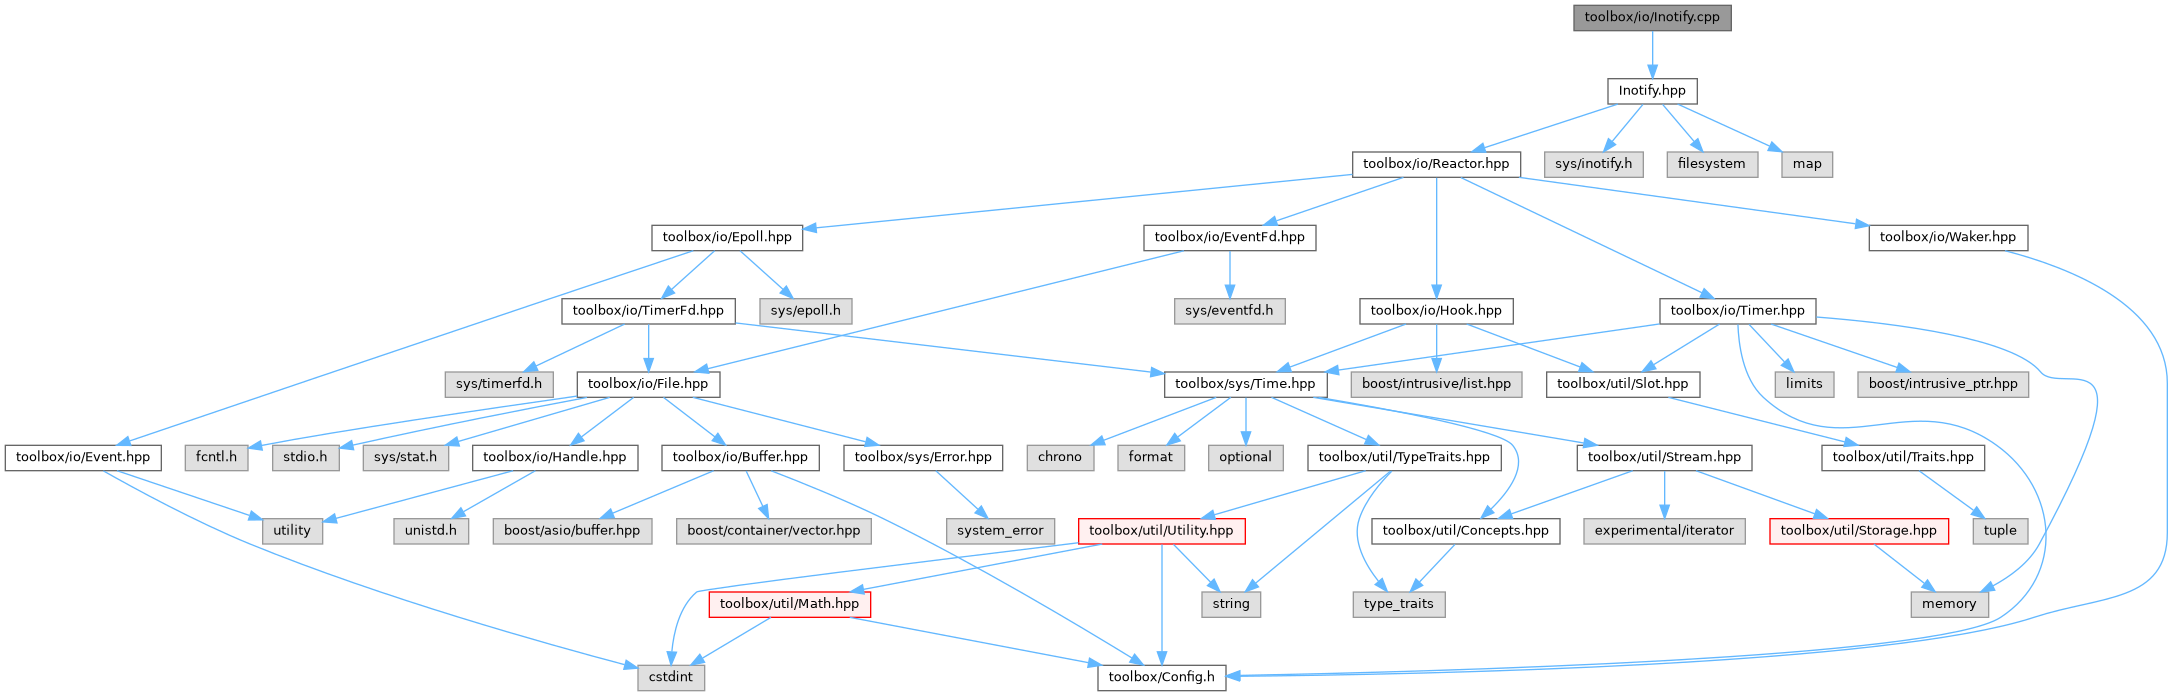 toolbox/io/Inotify.cpp
Inotify.hpp
toolbox/io/Reactor.hpp
sys/inotify.h
filesystem
map
toolbox/io/Epoll.hpp
toolbox/io/EventFd.hpp
toolbox/io/Waker.hpp
toolbox/io/TimerFd.hpp
sys/epoll.h
sys/eventfd.h
toolbox/io/Hook.hpp
toolbox/io/Timer.hpp
sys/timerfd.h
toolbox/io/File.hpp
toolbox/sys/Time.hpp
boost/intrusive/list.hpp
toolbox/util/Slot.hpp
limits
boost/intrusive_ptr.hpp
toolbox/io/Event.hpp
fcntl.h
stdio.h
sys/stat.h
toolbox/io/Handle.hpp
toolbox/io/Buffer.hpp
toolbox/sys/Error.hpp
chrono
format
optional
toolbox/util/TypeTraits.hpp
toolbox/util/Stream.hpp
toolbox/util/Traits.hpp
utility
unistd.h
boost/asio/buffer.hpp
boost/container/vector.hpp
system_error
toolbox/util/Utility.hpp
toolbox/util/Concepts.hpp
experimental/iterator
toolbox/util/Storage.hpp
tuple
toolbox/util/Math.hpp
string
type_traits
memory
cstdint
toolbox/Config.h